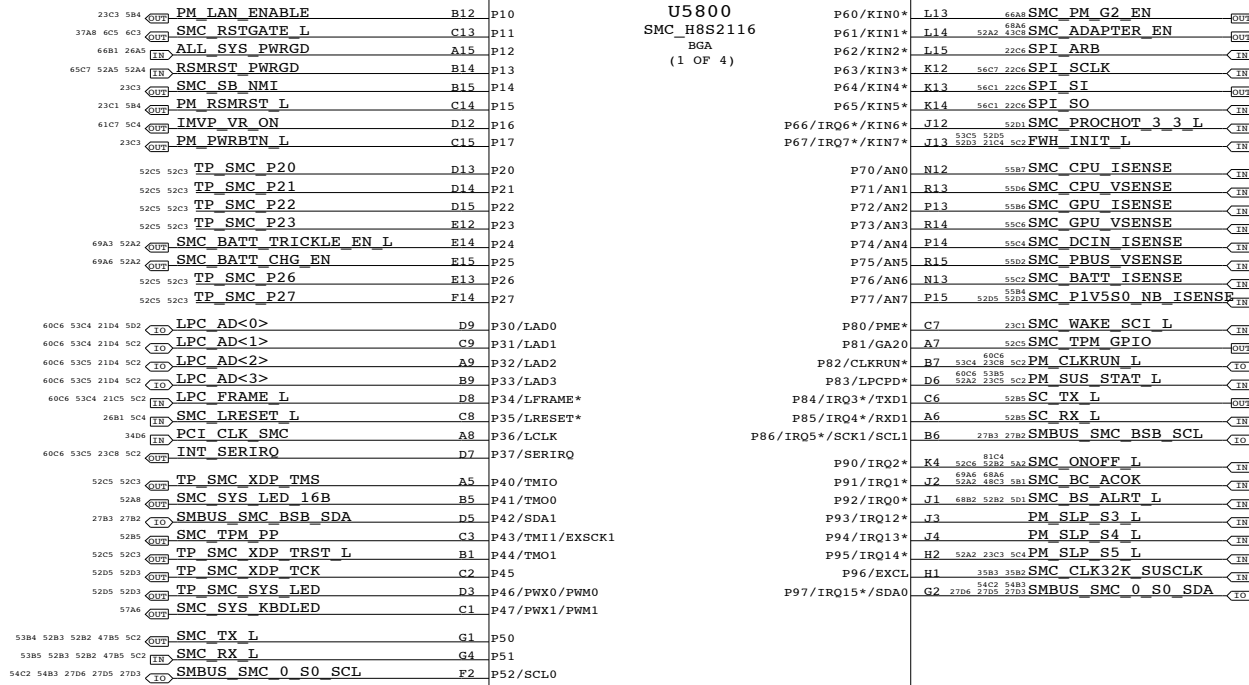 U5800
SMC_H8S2116
BGA
(1 OF 4)
23C3 5B4 OUT PM_LAN_ENABLE B12 P10
37A8 6C5 6C3 OUT SMC_RSTGATE_L C13 P11
66B1 26A5 IN ALL_SYS_PWRGD A15 P12
65C7 52A5 52A4 IN RSMRST_PWRGD B14 P13
23C3 OUT SMC_SB_NMI B15 P14
23C1 5B4 OUT PM_RSMRST_L C14 P15
61C7 5C4 OUT IMVP_VR_ON D12 P16
23C3 OUT PM_PWRBTN_L C15 P17
52C5 52C3 TP_SMC_P20 D13 P20
52C5 52C3 TP_SMC_P21 D14 P21
52C5 52C3 TP_SMC_P22 D15 P22
52C5 52C3 TP_SMC_P23 E12 P23
69A3 52A2 OUT SMC_BATT_TRICKLE_EN_L E14 P24
69A6 52A2 OUT SMC_BATT_CHG_EN E15 P25
52C5 52C3 TP_SMC_P26 E13 P26
52C5 52C3 TP_SMC_P27 F14 P27
60C6 53C4 21D4 5D2 IO LPC_AD<0> D9 P30/LAD0
60C6 53C5 21D4 5C2 IO LPC_AD<1> C9 P31/LAD1
60C6 53C5 21D4 5C2 IO LPC_AD<2> A9 P32/LAD2
60C6 53C5 21D4 5C2 IO LPC_AD<3> B9 P33/LAD3
60C6 53C4 21C5 5C2 IN LPC_FRAME_L D8 P34/LFRAME*
26B1 5C4 IN SMC_LRESET_L C8 P35/LRESET*
34D6 IN PCI_CLK_SMC A8 P36/LCLK
60C6 53C5 23C8 5C2 OUT INT_SERIRQ D7 P37/SERIRQ
52C5 52C3 OUT TP_SMC_XDP_TMS A5 P40/TMIO
52A8 OUT SMC_SYS_LED_16B B5 P41/TMO0
27B3 27B2 IO SMBUS_SMC_BSB_SDA D5 P42/SDA1
52B5 OUT SMC_TPM_PP C3 P43/TMI1/EXSCK1
52C5 52C3 OUT TP_SMC_XDP_TRST_L B1 P44/TMO1
52D5 52D3 OUT TP_SMC_XDP_TCK C2 P45
52D5 52D3 OUT TP_SMC_SYS_LED D3 P46/PWX0/PWM0
57A6 OUT SMC_SYS_KBDLED C1 P47/PWX1/PWM1
53B4 52B3 52B2 47B5 5C2 OUT SMC_TX_L G1 P50
53B5 52B3 52B2 47B5 5C2 IN SMC_RX_L G4 P51
54C2 54B3 27D6 27D5 27D3 IO SMBUS_SMC_0_S0_SCL F2 P52/SCL0
P60/KIN0* L13 66A8 SMC_PM_G2_EN OUT
P61/KIN1* L14 68A6 52A2 43C8 SMC_ADAPTER_EN OUT
P62/KIN2* L15 22C6 SPI_ARB IN
P63/KIN3* K12 56C7 22C6 SPI_SCLK IN
P64/KIN4* K13 56C1 22C6 SPI_SI OUT
P65/KIN5* K14 56C1 22C6 SPI_SO IN
P66/IRQ6*/KIN6* J12 52D1 SMC_PROCHOT_3_3_L IN
P67/IRQ7*/KIN7* J13 53C5 52D5 52D3 21C4 5C2 FWH_INIT_L IN
P70/AN0 N12 55B7 SMC_CPU_ISENSE IN
P71/AN1 R13 55D6 SMC_CPU_VSENSE IN
P72/AN2 P13 55B6 SMC_GPU_ISENSE IN
P73/AN3 R14 55C6 SMC_GPU_VSENSE IN
P74/AN4 P14 55C4 SMC_DCIN_ISENSE IN
P75/AN5 R15 55D2 SMC_PBUS_VSENSE IN
P76/AN6 N13 55C2 SMC_BATT_ISENSE IN
P77/AN7 P15 55B4 52D5 52D3 SMC_P1V5S0_NB_ISENSE IN
P80/PME* C7 23C1 SMC_WAKE_SCI_L IN
P81/GA20 A7 52C5 SMC_TPM_GPIO OUT
P82/CLKRUN* B7 60C6 53C4 23C8 5C2 PM_CLKRUN_L IO
P83/LPCPD* D6 60C6 53B5 52A2 23C5 5C2 PM_SUS_STAT_L IN
P84/IRQ3*/TXD1 C6 52B5 SC_TX_L OUT
P85/IRQ4*/RXD1 A6 52B5 SC_RX_L IN
P86/IRQ5*/SCK1/SCL1 B6 27B3 27B2 SMBUS_SMC_BSB_SCL IO
P90/IRQ2* K4 81C4 52C6 52B2 5A2 SMC_ONOFF_L IN
P91/IRQ1* J2 69A6 68A6 52A2 48C3 5B1 SMC_BC_ACOK IN
P92/IRQ0* J1 68B2 52B2 5D1 SMC_BS_ALRT_L IN
P93/IRQ12* J3 PM_SLP_S3_L IN
P94/IRQ13* J4 PM_SLP_S4_L IN
P95/IRQ14* H2 52A2 23C3 5C4 PM_SLP_S5_L IN
P96/EXCL H1 35B3 35B2 SMC_CLK32K_SUSCLK IN
P97/IRQ15*/SDA0 G2 54C2 54B3 27D6 27D5 27D3 SMBUS_SMC_0_S0_SDA IO